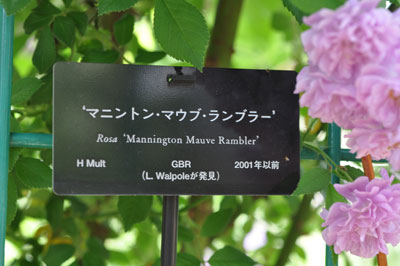 ‘マニントン・マウブ・ランブラー’
Rosa ‘Mannington Mauve Rambler’
H Mult GBR 2001年以前
(L. Walpoleが発見)